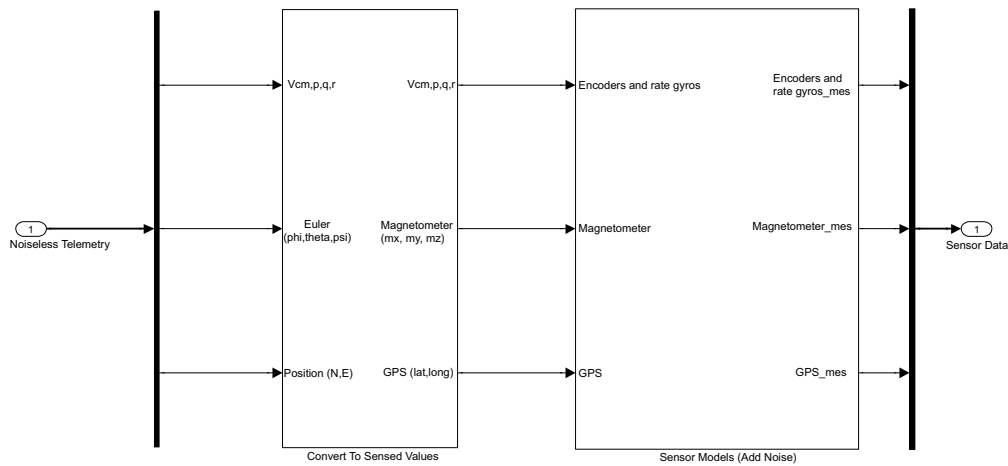 1
Noiseless Telemetry
Vcm,p,q,r
Euler
(phi,theta,psi)
Position (N,E)
Vcm,p,q,r
Magnetometer
(mx, my, mz)
GPS (lat,long)
Convert To Sensed Values
Encoders and rate gyros
Magnetometer
GPS
Encoders and
rate gyros_mes
Magnetometer_mes
GPS_mes
Sensor Models (Add Noise)
1
Sensor Data